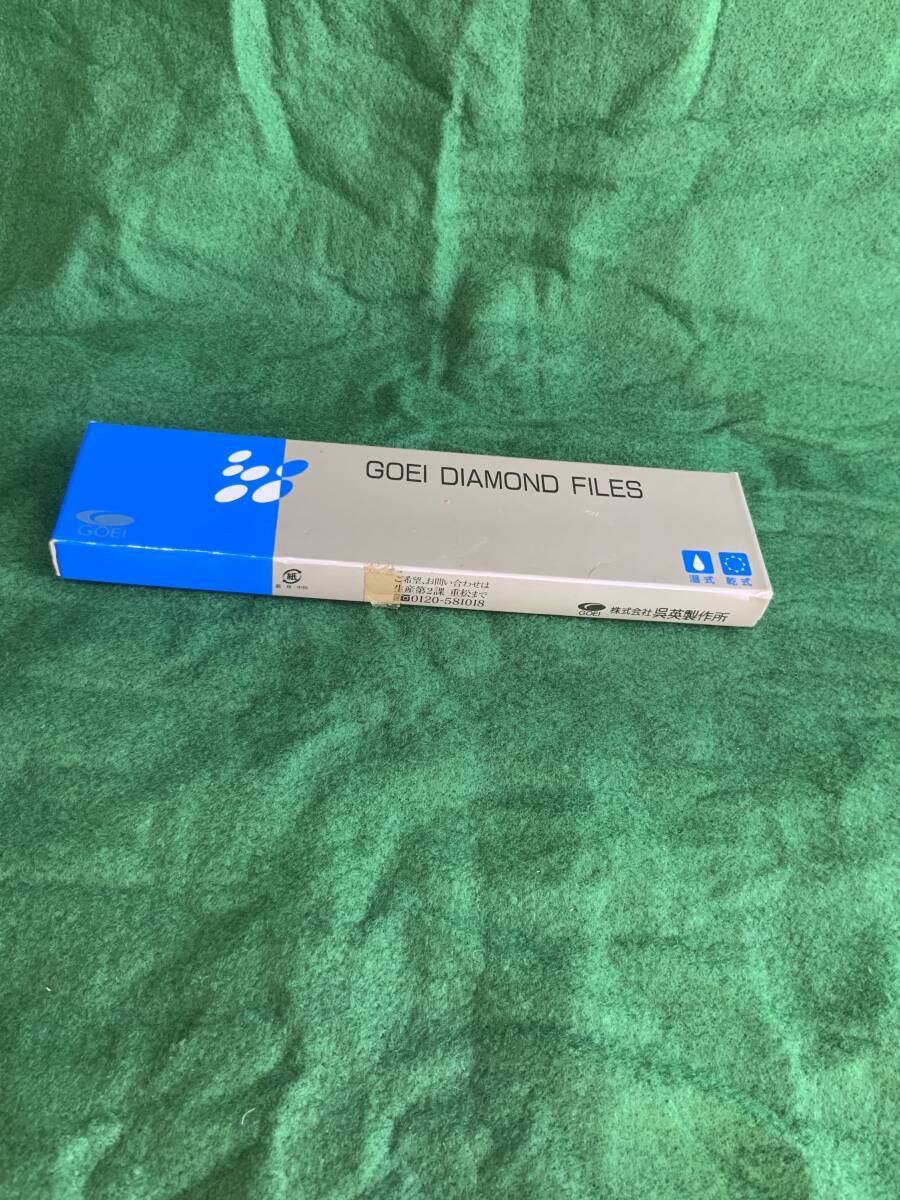 GOEI DIAMOND FILES
GOEI
湿式 乾式
紙
ご希望、お問い合わせは
生産第2課 重松まで
0120-581018
GOEI 株式会社 呉英製作所